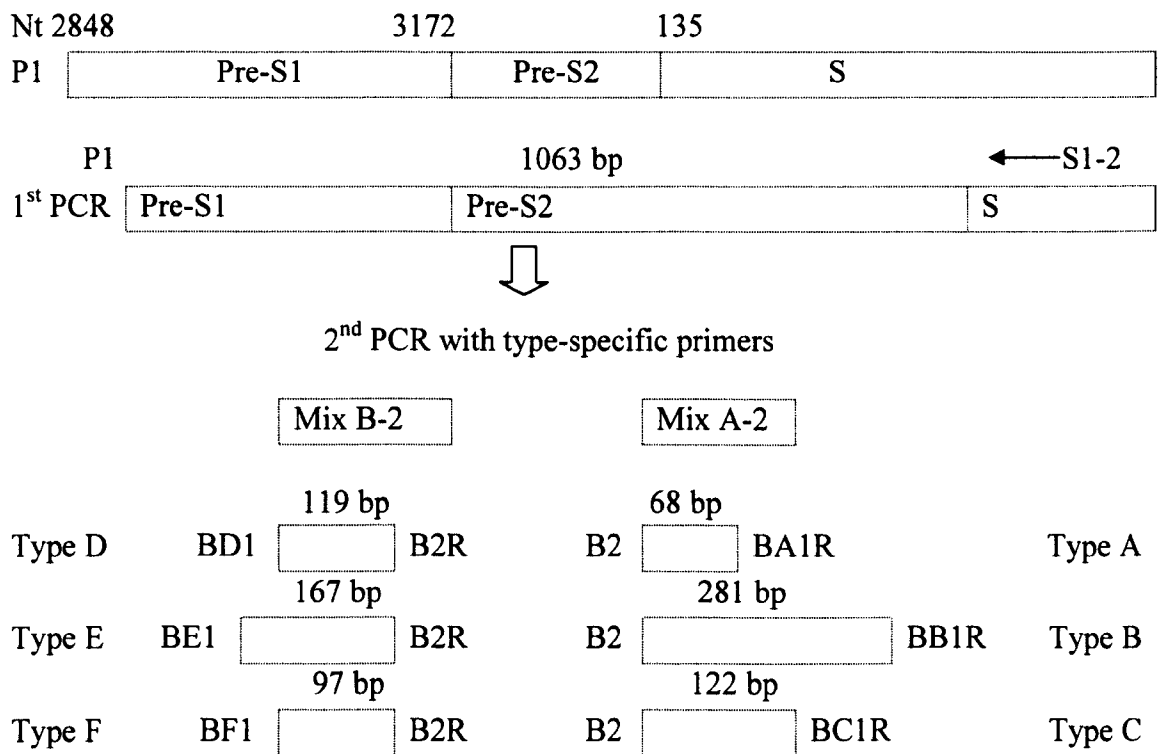 Nt 2848 3172 135
P1 Pre-S1 Pre-S2 S
P1 1063 bp S1-2
1st PCR Pre-S1 Pre-S2 S
2nd PCR with type-specific primers
Mix B-2 Mix A-2
119 bp 68 bp
Type D BD1 B2R B2 BA1R Type A
167 bp 281 bp
Type E BE1 B2R B2 BB1R Type B
97 bp 122 bp
Type F BF1 B2R B2 BC1R Type C